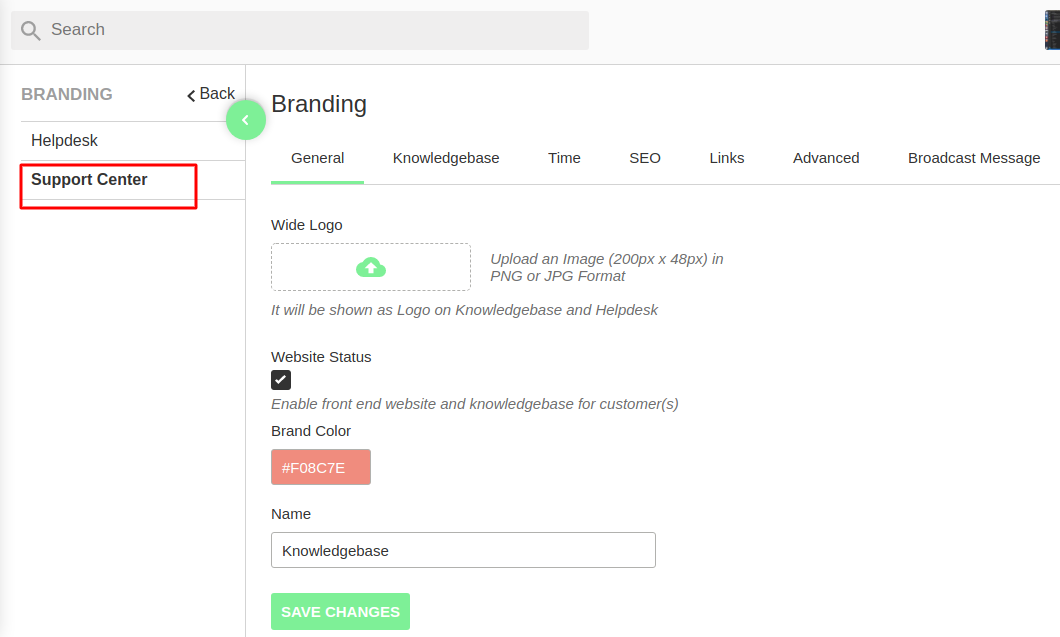 Search
BRANDING
Back
Helpdesk
Support Center
Branding
General Knowledgebase Time SEO Links Advanced Broadcast Message
Wide Logo
Upload an Image (200px x 48px) in
PNG or JPG Format
It will be shown as Logo on Knowledgebase and Helpdesk
Website Status
Enable front end website and knowledgebase for customer(s)
Brand Color
#F08C7E
Name
Knowledgebase
SAVE CHANGES